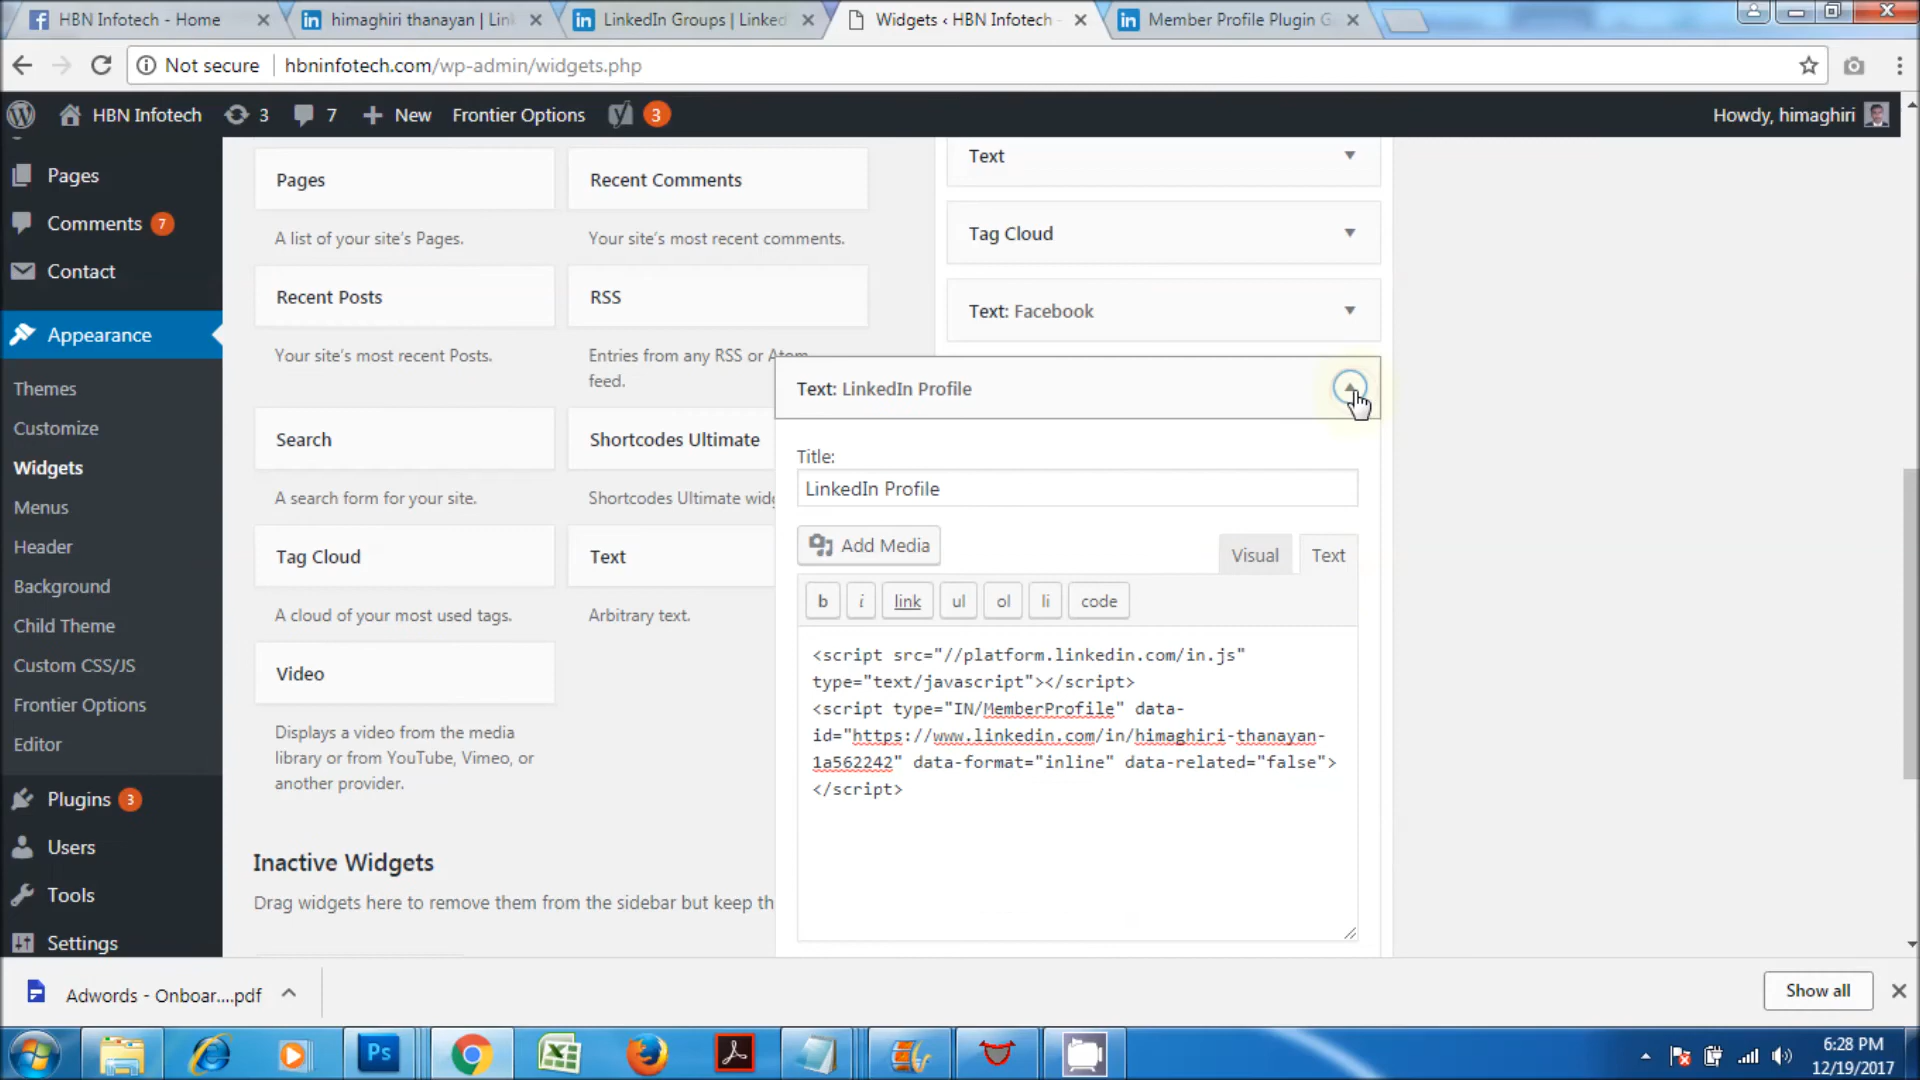 HBN Infotech - Home
himaghiri thanayan | Lin
LinkedIn Groups | Linked
Widgets ‹ HBN Infotech -
Member Profile Plugin G
Not secure
hbninfotech.com/wp-admin/widgets.php
HBN Infotech
3
7
New
Frontier Options
3
Howdy, himaghiri
Pages
Comments 7
Contact
Appearance
Themes
Customize
Widgets
Menus
Header
Background
Child Theme
Custom CSS/JS
Frontier Options
Editor
Plugins 3
Users
Tools
Settings
Pages
A list of your site's Pages.
Recent Posts
Your site's most recent Posts.
Search
A search form for your site.
Tag Cloud
A cloud of your most used tags.
Video
Displays a video from the media
library or from YouTube, Vimeo, or
another provider.
Recent Comments
Your site's most recent comments.
RSS
Entries from any RSS or Atom
feed.
Shortcodes Ultimate
Shortcodes Ultimate widg
Text
Arbitrary text.
Inactive Widgets
Drag widgets here to remove them from the sidebar but keep th
Text
Tag Cloud
Text: Facebook
Text: LinkedIn Profile
Title:
LinkedIn Profile
Add Media
Visual
Text
b
i
link
ul
ol
li
code
<script src="//platform.linkedin.com/in.js"
type="text/javascript"></script>
<script type="IN/MemberProfile" data-
id="https://www.linkedin.com/in/himaghiri-thanayan-
1a562242" data-format="inline" data-related="false">
</script>
Adwords - Onboar....pdf
Show all
Ps
6:28 PM
12/19/2017